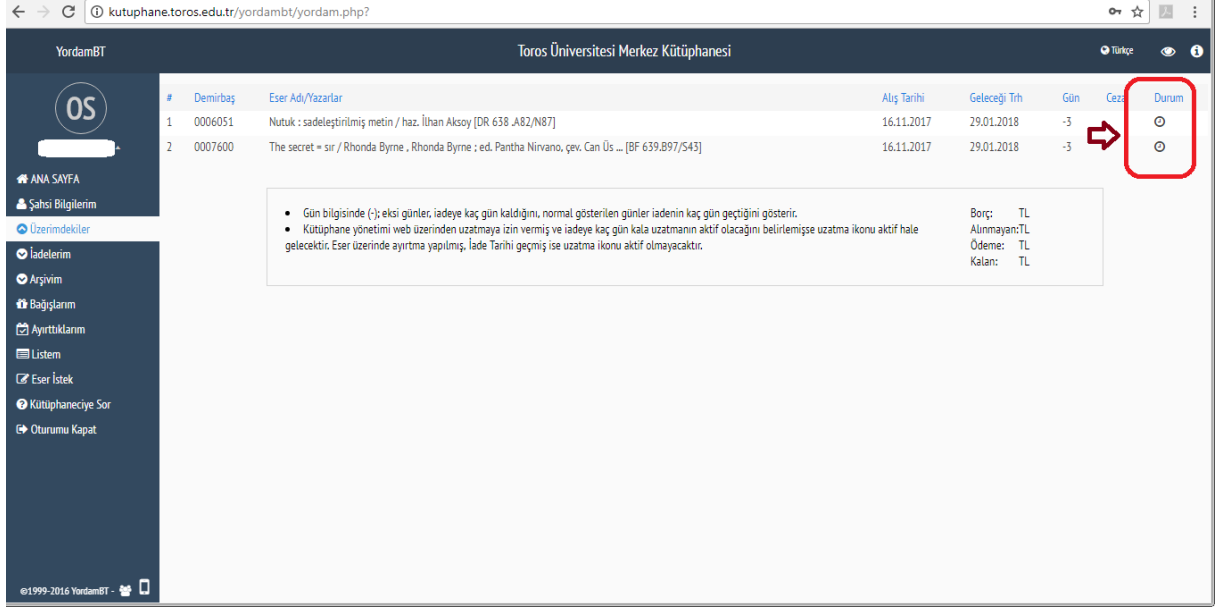 kutuphane.toros.edu.tr/yordambt/yordam.php?
YordamBT
Toros Üniversitesi Merkez Kütüphanesi
Türkçe
OS
# Demirbaş Eser Adı/Yazarlar Alış Tarihi Geleceği Trh Gün Ceza Durum
1 0006051 Nutuk : sadeleştirilmiş metin / haz. İlhan Aksoy [DR 638 .A82/N87] 16.11.2017 29.01.2018 -3
2 0007600 The secret = sır / Rhonda Byrne , Rhonda Byrne ; ed. Pantha Nirvano, çev. Can Üs ... [BF 639.B97/S43] 16.11.2017 29.01.2018 -3
ANA SAYFA
Şahsi Bilgilerim
Üzerimdekiler
İadelerim
Arşivim
Bağışlarım
Ayırttıklarım
Listem
Eser İstek
Kütüphaneciye Sor
Oturumu Kapat
• Gün bilgisinde (-); eksi günler, iadeye kaç gün kaldığını, normal gösterilen günler iadenin kaç gün geçtiğini gösterir.
• Kütüphane yönetimi web üzerinden uzatmaya izin vermiş ve iadeye kaç gün kala uzatmanın aktif olacağını belirlemişse uzatma ikonu aktif hale
gelecektir. Eser üzerinde ayırtma yapılmış, İade Tarihi geçmiş ise uzatma ikonu aktif olmayacaktır.
Borç: TL
Alınmayan:TL
Ödeme: TL
Kalan: TL
©1999-2016 YordamBT -